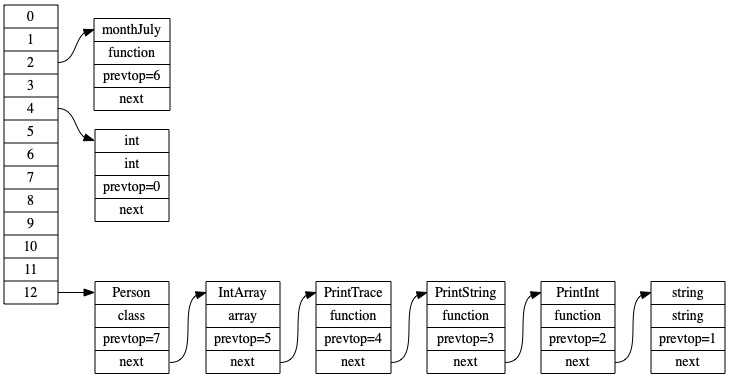 0
1
2
3
4
5
6
7
8
9
10
11
12
monthJuly
function
prevtop=6
next
int
int
prevtop=0
next
Person
class
prevtop=7
next
IntArray
array
prevtop=5
next
PrintTrace
function
prevtop=4
next
PrintString
function
prevtop=3
next
PrintInt
function
prevtop=2
next
string
string
prevtop=1
next